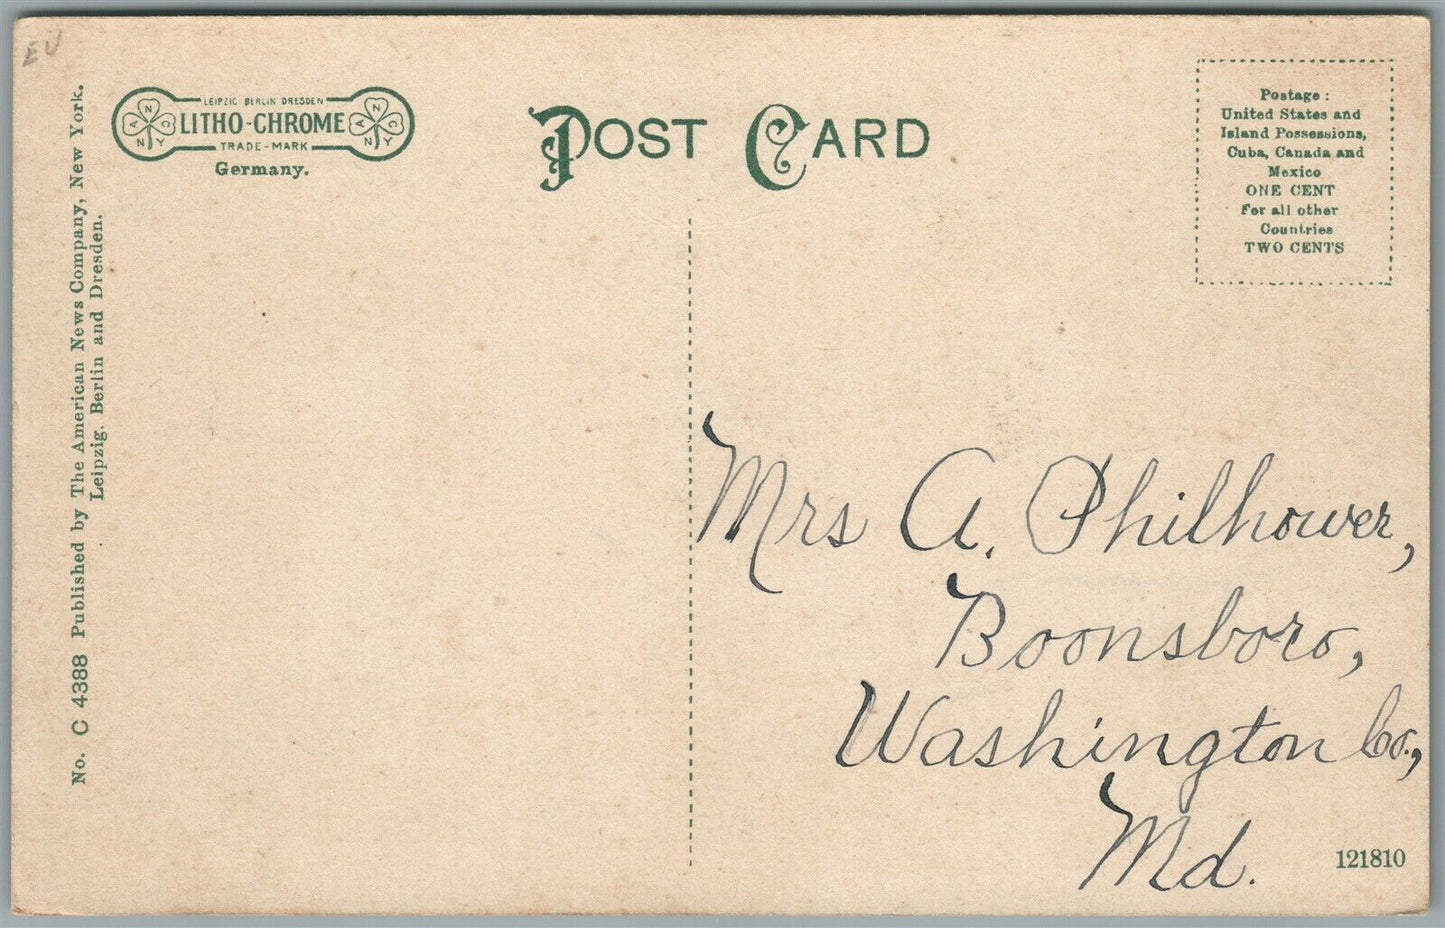 EU
LEIPZIG BERLIN DRESDEN
LITHO-CHROME
TRADE-MARK
Germany.
A N C N Y
A N C N Y
POST CARD
Postage :
United States and
Island Possessions,
Cuba, Canada and
Mexico
ONE CENT
For all other
Countries
TWO CENTS
No. C 4388 Published by The American News Company, New York.
Leipzig. Berlin and Dresden.
Mrs A. Philhower,
Boonsboro,
Washington Co.,
Md.
121810